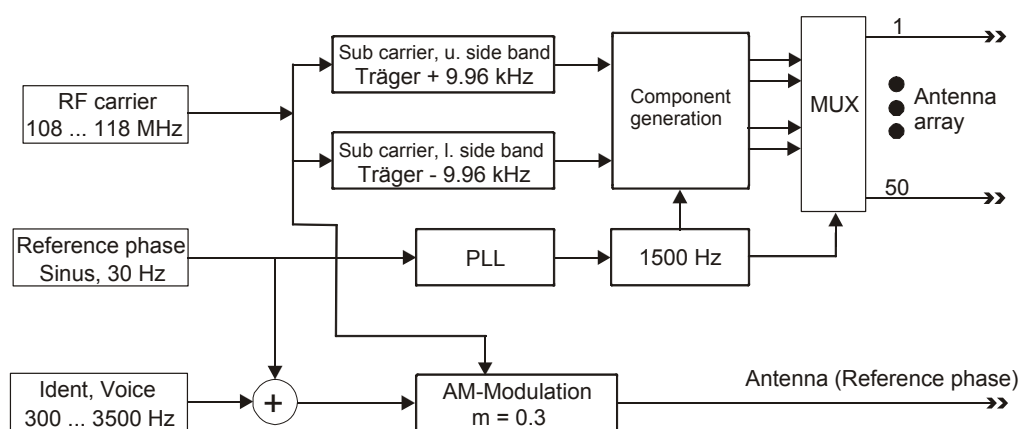 1
Sub carrier, u. side band
Träger + 9.96 kHz
RF carrier
108 ... 118 MHz
Component
generation
MUX
Antenna
array
Sub carrier, l. side band
Träger - 9.96 kHz
50
Reference phase
Sinus, 30 Hz
PLL
1500 Hz
Ident, Voice
300 ... 3500 Hz
+
AM-Modulation
m = 0.3
Antenna (Reference phase)